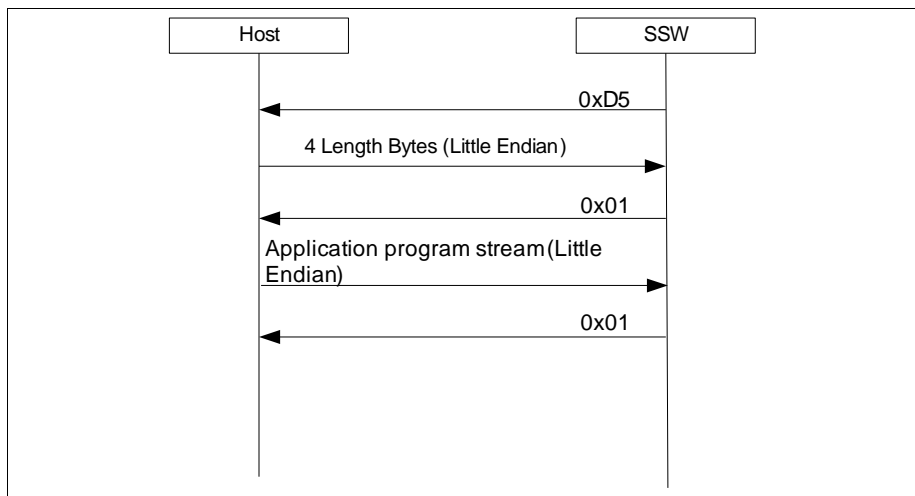 Host
SSW
0xD5
4 Length Bytes (Little Endian)
0x01
Application program stream(Little
Endian)
0x01